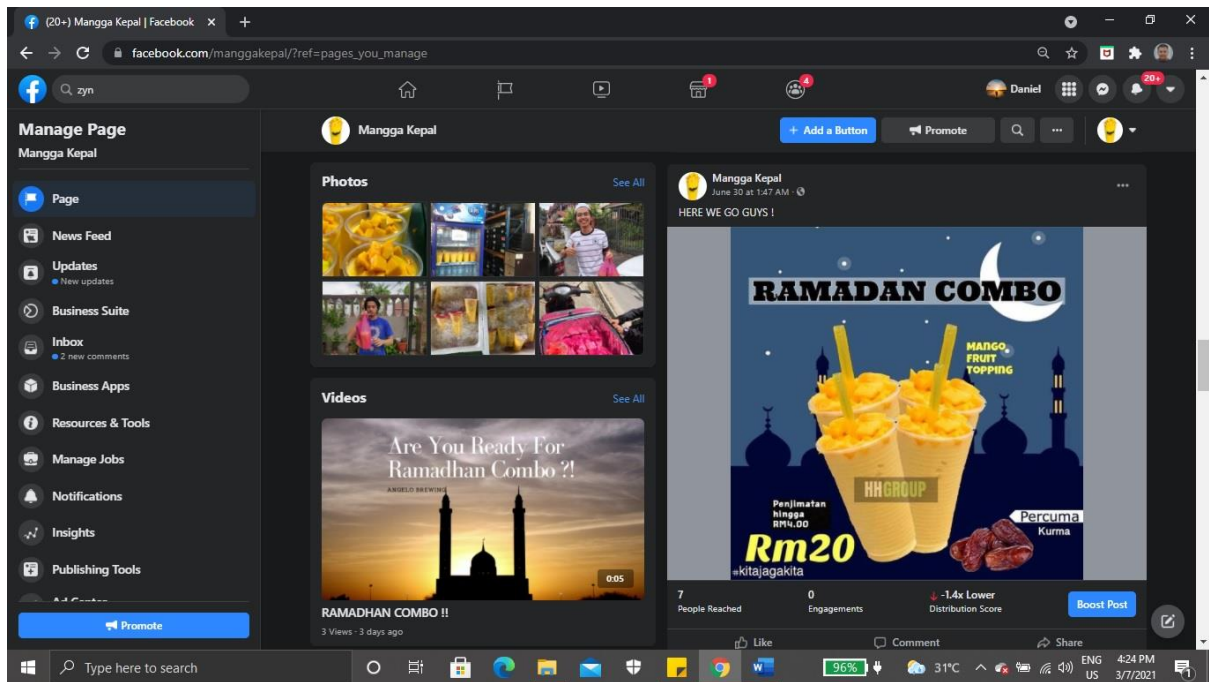 (20+) Mangga Kepal | Facebook
facebook.com/manggakepal/?ref=pages_you_manage
zyn
1
4
Daniel
20+
Manage Page
Mangga Kepal
Page
News Feed
Updates
New updates
Business Suite
Inbox
2 new comments
Business Apps
Resources & Tools
Manage Jobs
Notifications
Insights
Publishing Tools
Promote
Mangga Kepal
+ Add a Button
Promote
Photos
See All
Videos
See All
Are You Ready For
Ramadhan Combo ?!
ANGELO BREWING
0:05
RAMADHAN COMBO !!
3 Views · 3 days ago
Mangga Kepal
June 30 at 1:47 AM ·
HERE WE GO GUYS !
RAMADAN COMBO
MANGO
FRUIT
TOPPING
HHGROUP
Penjimatan
hingga
RM4.00
Rm20
#kitajagakita
Percuma
Kurma
7
People Reached
0
Engagements
-1.4x Lower
Distribution Score
Boost Post
Like
Comment
Share
Type here to search
96%
31°C
ENG
US
4:24 PM
3/7/2021
1